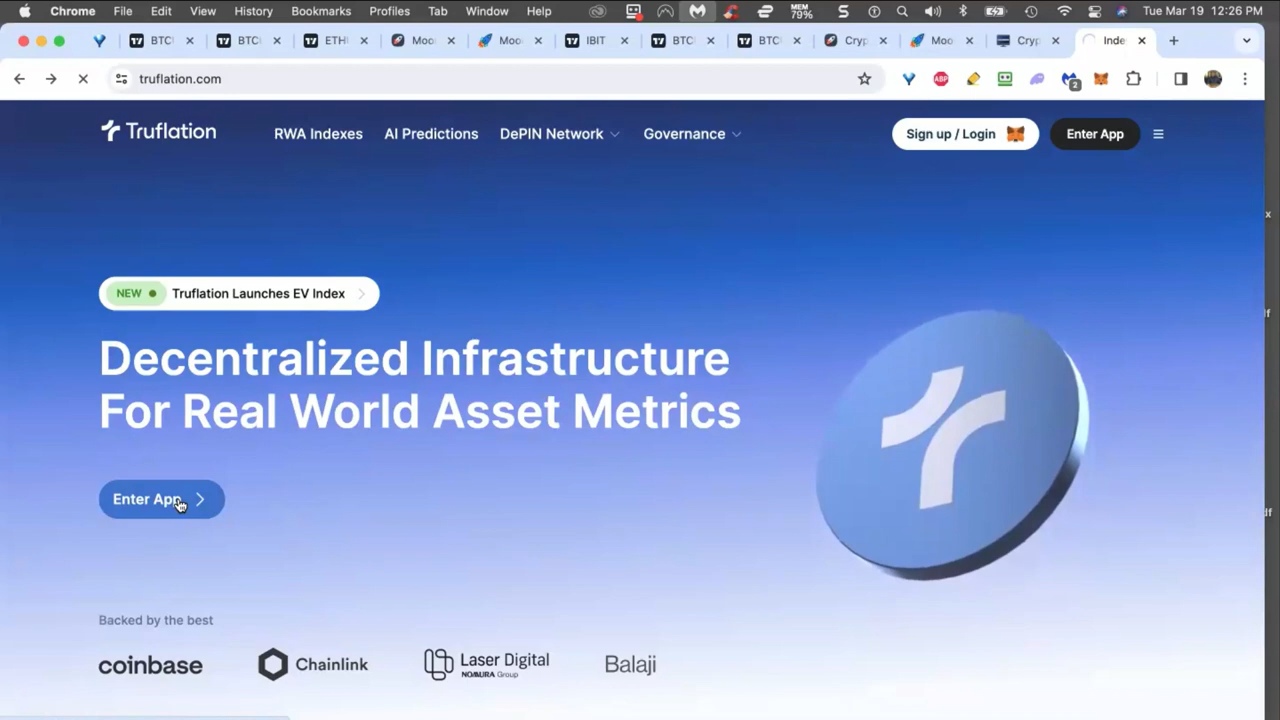 Chrome File Edit View History Bookmarks Profiles Tab Window Help MEM 79% Tue Mar 19 12:26 PM
BTC BTC ETH Moo Moo IBIT BTC BTC Cryp Moo Cryp Inde
truflation.com ABP 2
Truflation RWA Indexes AI Predictions DePIN Network Governance Sign up / Login Enter App
NEW Truflation Launches EV Index
Decentralized Infrastructure
For Real World Asset Metrics
Enter App
Backed by the best
coinbase Chainlink Laser Digital NOMURA Group Balaji